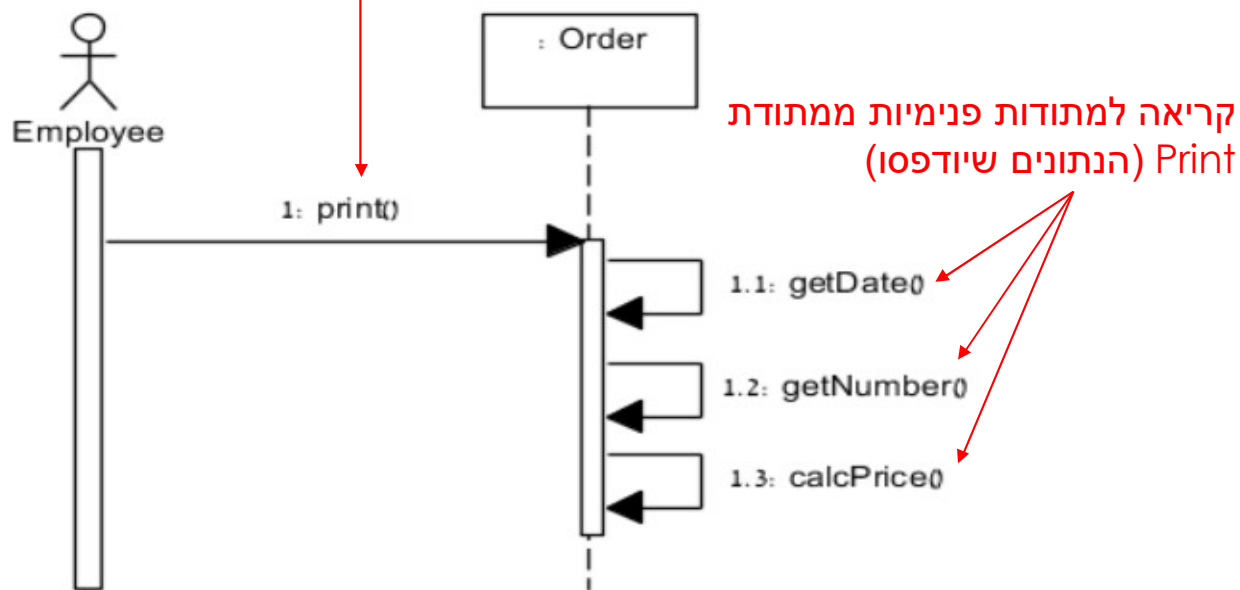 : Order
Employee
קריאה למתודות פנימיות ממתודת
Print (הנתונים שיודפסו)
1: print()
1.1: getDate()
1.2: getNumber()
1.3: calcPrice()